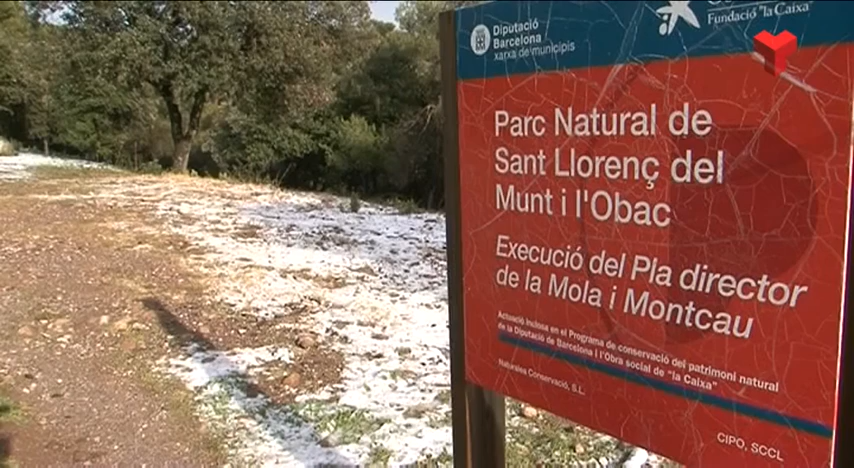 Diputació
Barcelona
xarxa de municipis
Fundació "la Caixa
Parc Natural de
Sant Llorenç del
Munt i l'Obac
Execució del Pla director
de la Mola i Montcau
Actuació inclosa en el Programa de conservació del patrimoni natural
de la Diputació de Barcelona i l'Obra social de "la Caixa"
Naturalea Conservació, S.L.
CIPO, SCCL